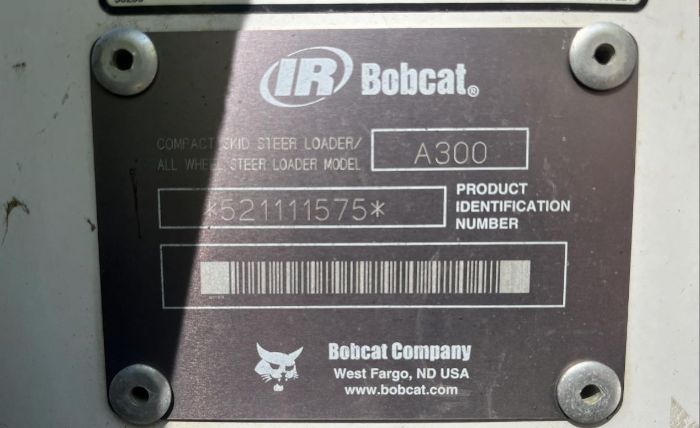 IR Bobcat®
COMPACT SKID STEER LOADER/
ALL WHEEL STEER LOADER MODEL
A300
*521111575*
PRODUCT
IDENTIFICATION
NUMBER
Bobcat Company
West Fargo, ND USA
www.bobcat.com